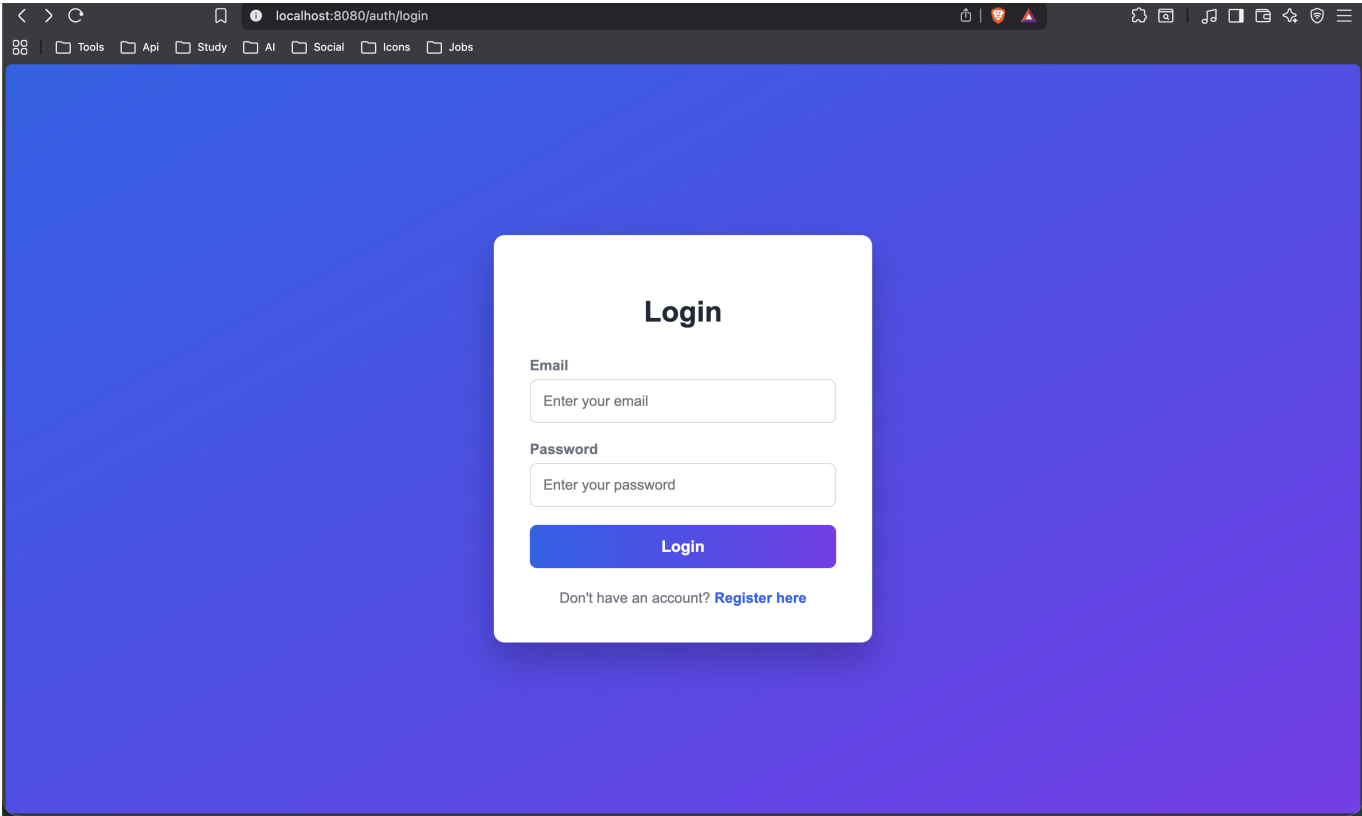 localhost:8080/auth/login
Tools Api Study AI Social Icons Jobs
Login
Email
Enter your email
Password
Enter your password
Login
Don't have an account? Register here